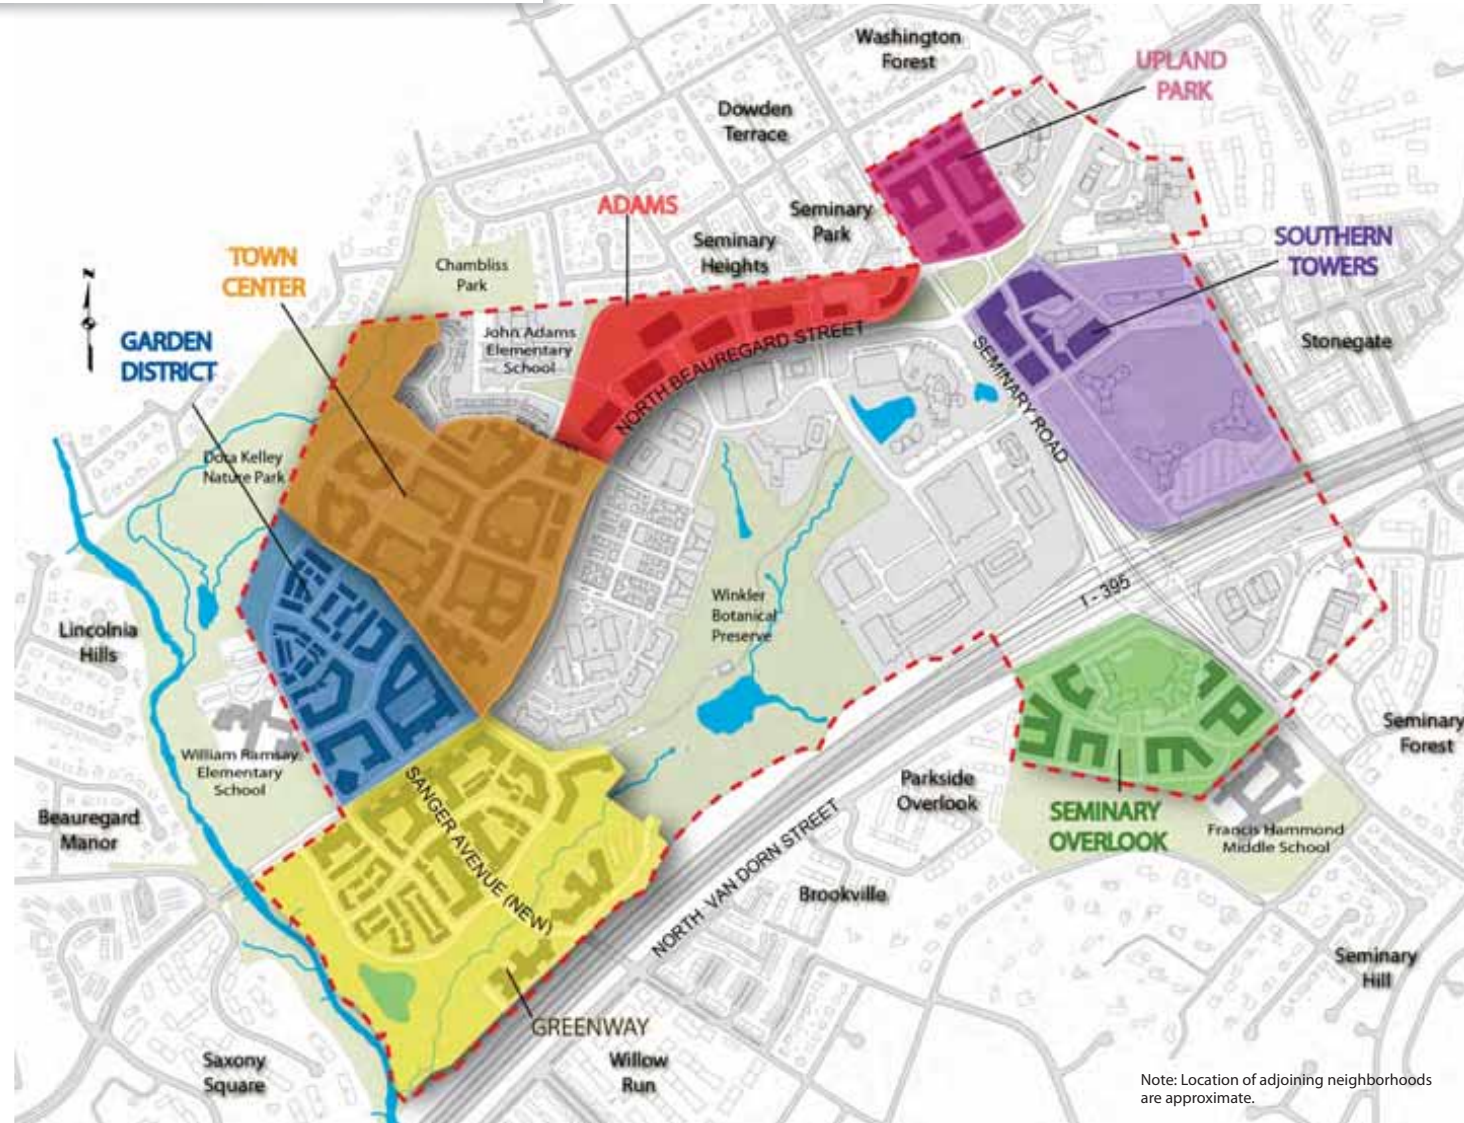 Washington
Forest
UPLAND
PARK
Dowden
Terrace
ADAMS
Seminary
Park
Seminary
Heights
SOUTHERN
TOWERS
TOWN
CENTER
Chambliss
Park
N
GARDEN
DISTRICT
John Adams
Elementary
School
NORTH BEAUREGARD STREET
SEMINARY ROAD
Stonegate
Dora Kelley
Nature Park
I - 395
Winkler
Botanical
Preserve
Lincolnia
Hills
Seminary
Forest
William Ramsay
Elementary
School
SANGER AVENUE (NEW)
Parkside
Overlook
SEMINARY
OVERLOOK
Francis Hammond
Middle School
Beauregard
Manor
NORTH VAN DORN STREET
Brookville
Seminary
Hill
GREENWAY
Saxony
Square
Willow
Run
Note: Location of adjoining neighborhoods
are approximate.